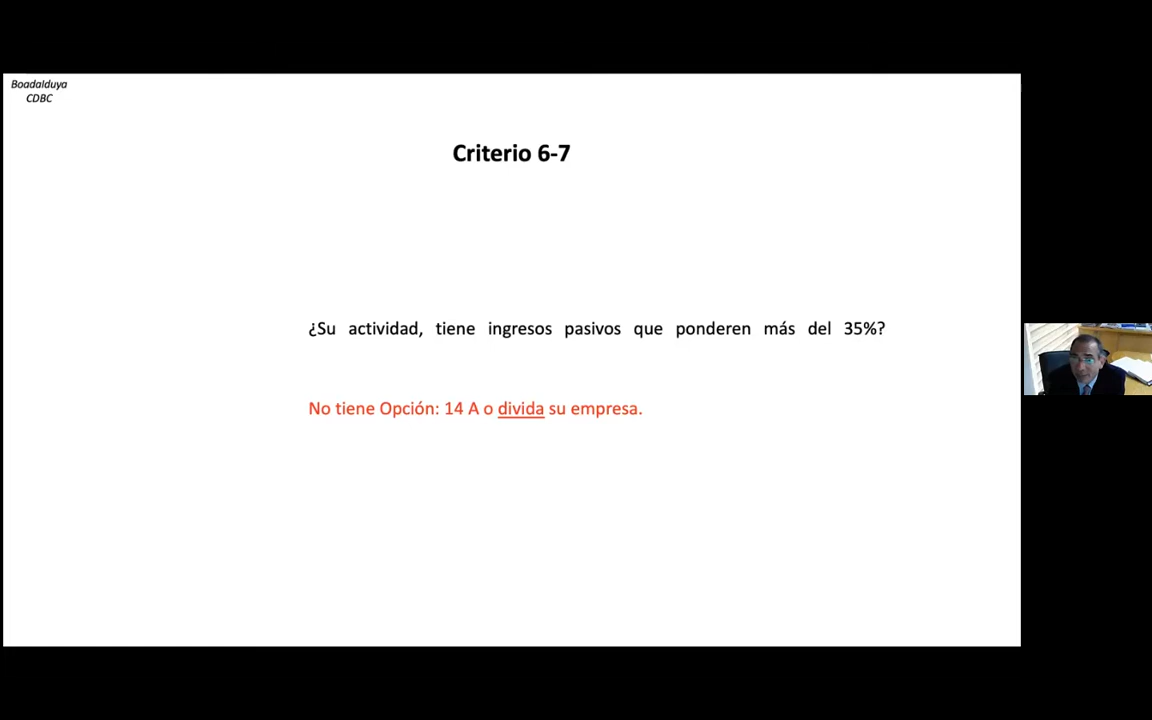 Boadalduya
CDBC
Criterio 6-7
¿Su actividad, tiene ingresos pasivos que ponderen más del 35%?
No tiene Opción: 14 A o divida su empresa.